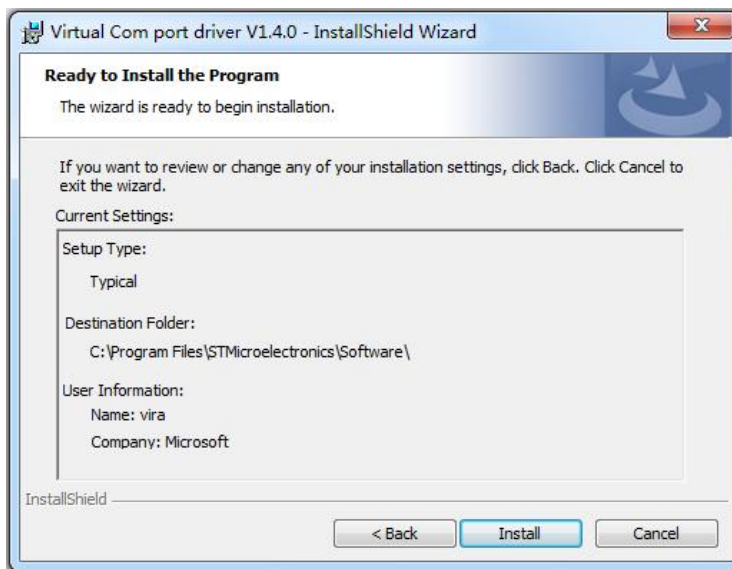 Virtual Com port driver V1.4.0 - InstallShield Wizard
Ready to Install the Program
The wizard is ready to begin installation.
If you want to review or change any of your installation settings, click Back. Click Cancel to
exit the wizard.
Current Settings:
Setup Type:
Typical
Destination Folder:
C:\Program Files\STMicroelectronics\Software\
User Information:
Name: vira
Company: Microsoft
InstallShield
< Back
Install
Cancel